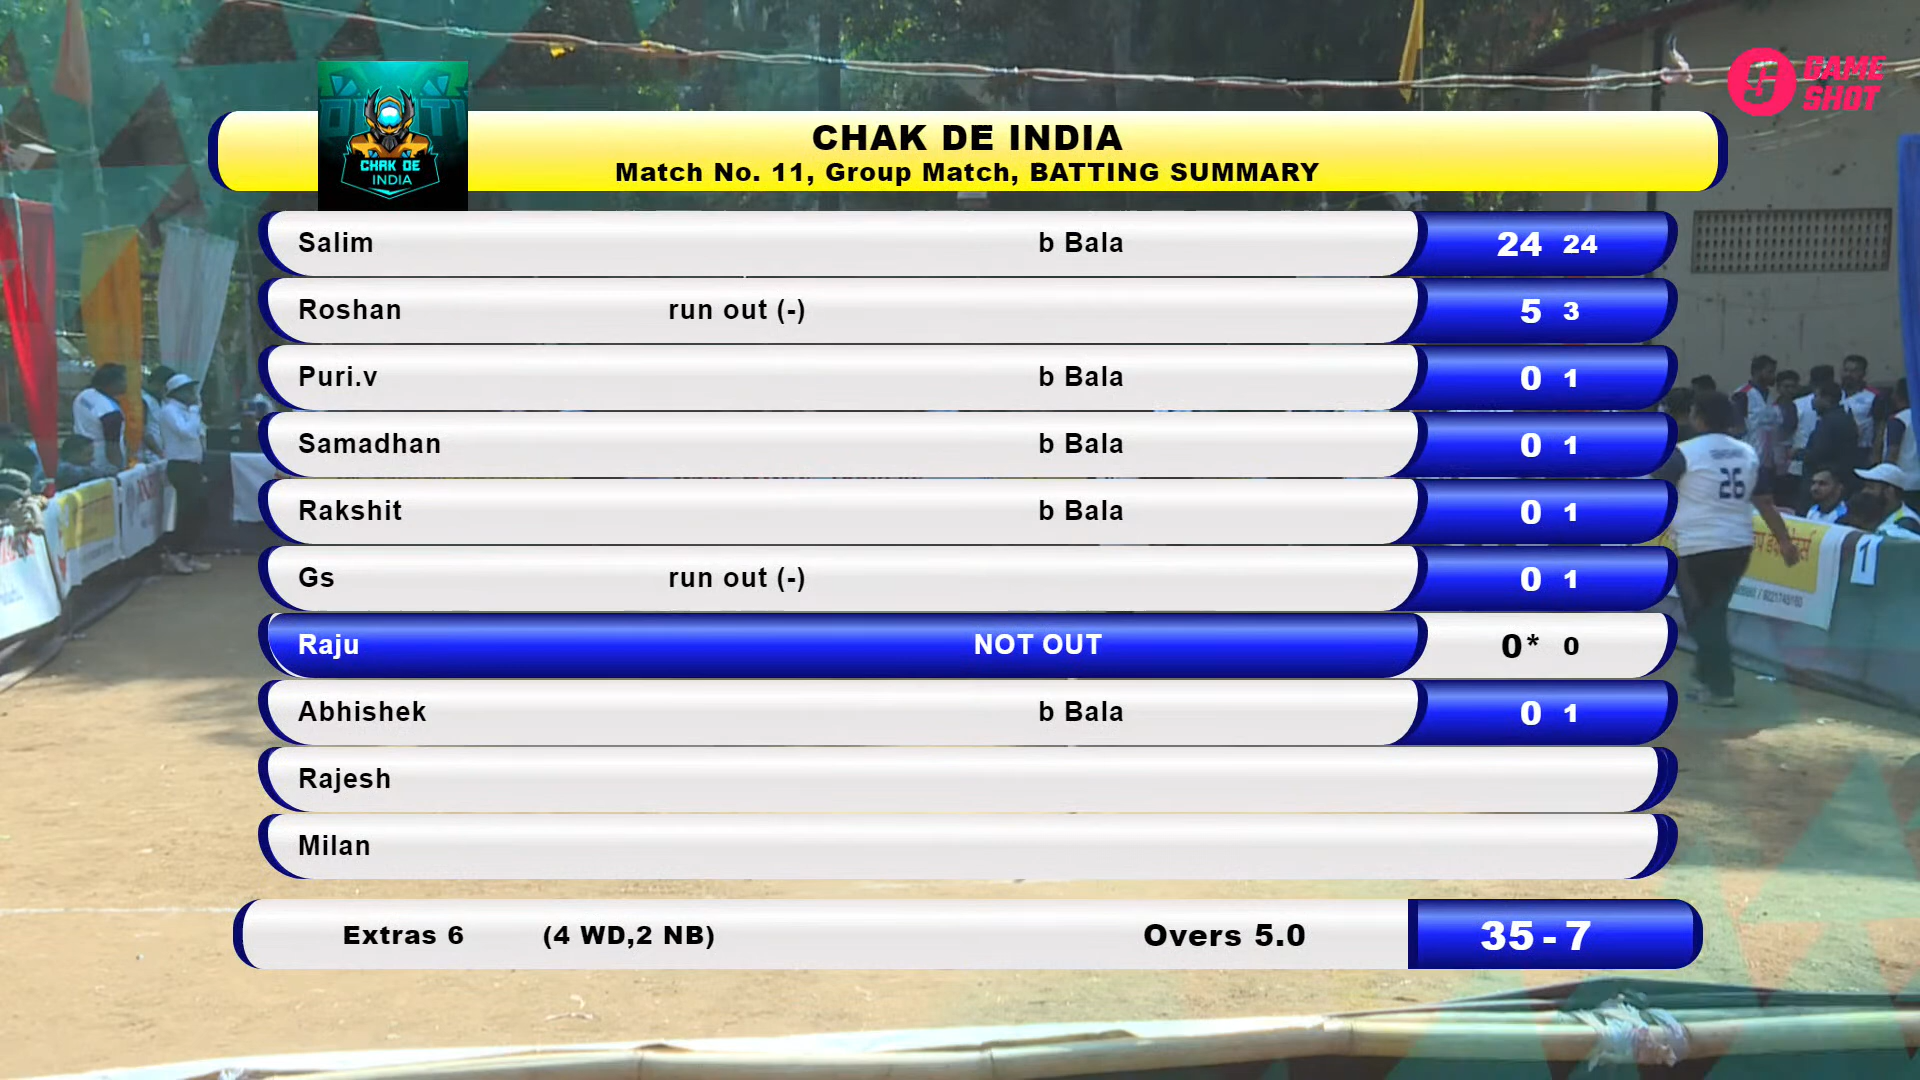 GAME
SHOT
CHAK DE
INDIA
CHAK DE INDIA
Match No. 11, Group Match, BATTING SUMMARY
Salim b Bala 24 24
Roshan run out (-) 5 3
Puri.v b Bala 0 1
Samadhan b Bala 0 1
Rakshit b Bala 0 1
Gs run out (-) 0 1
Raju NOT OUT 0* 0
Abhishek b Bala 0 1
Rajesh
Milan
Extras 6 (4 WD,2 NB) Overs 5.0 35 - 7
26
1